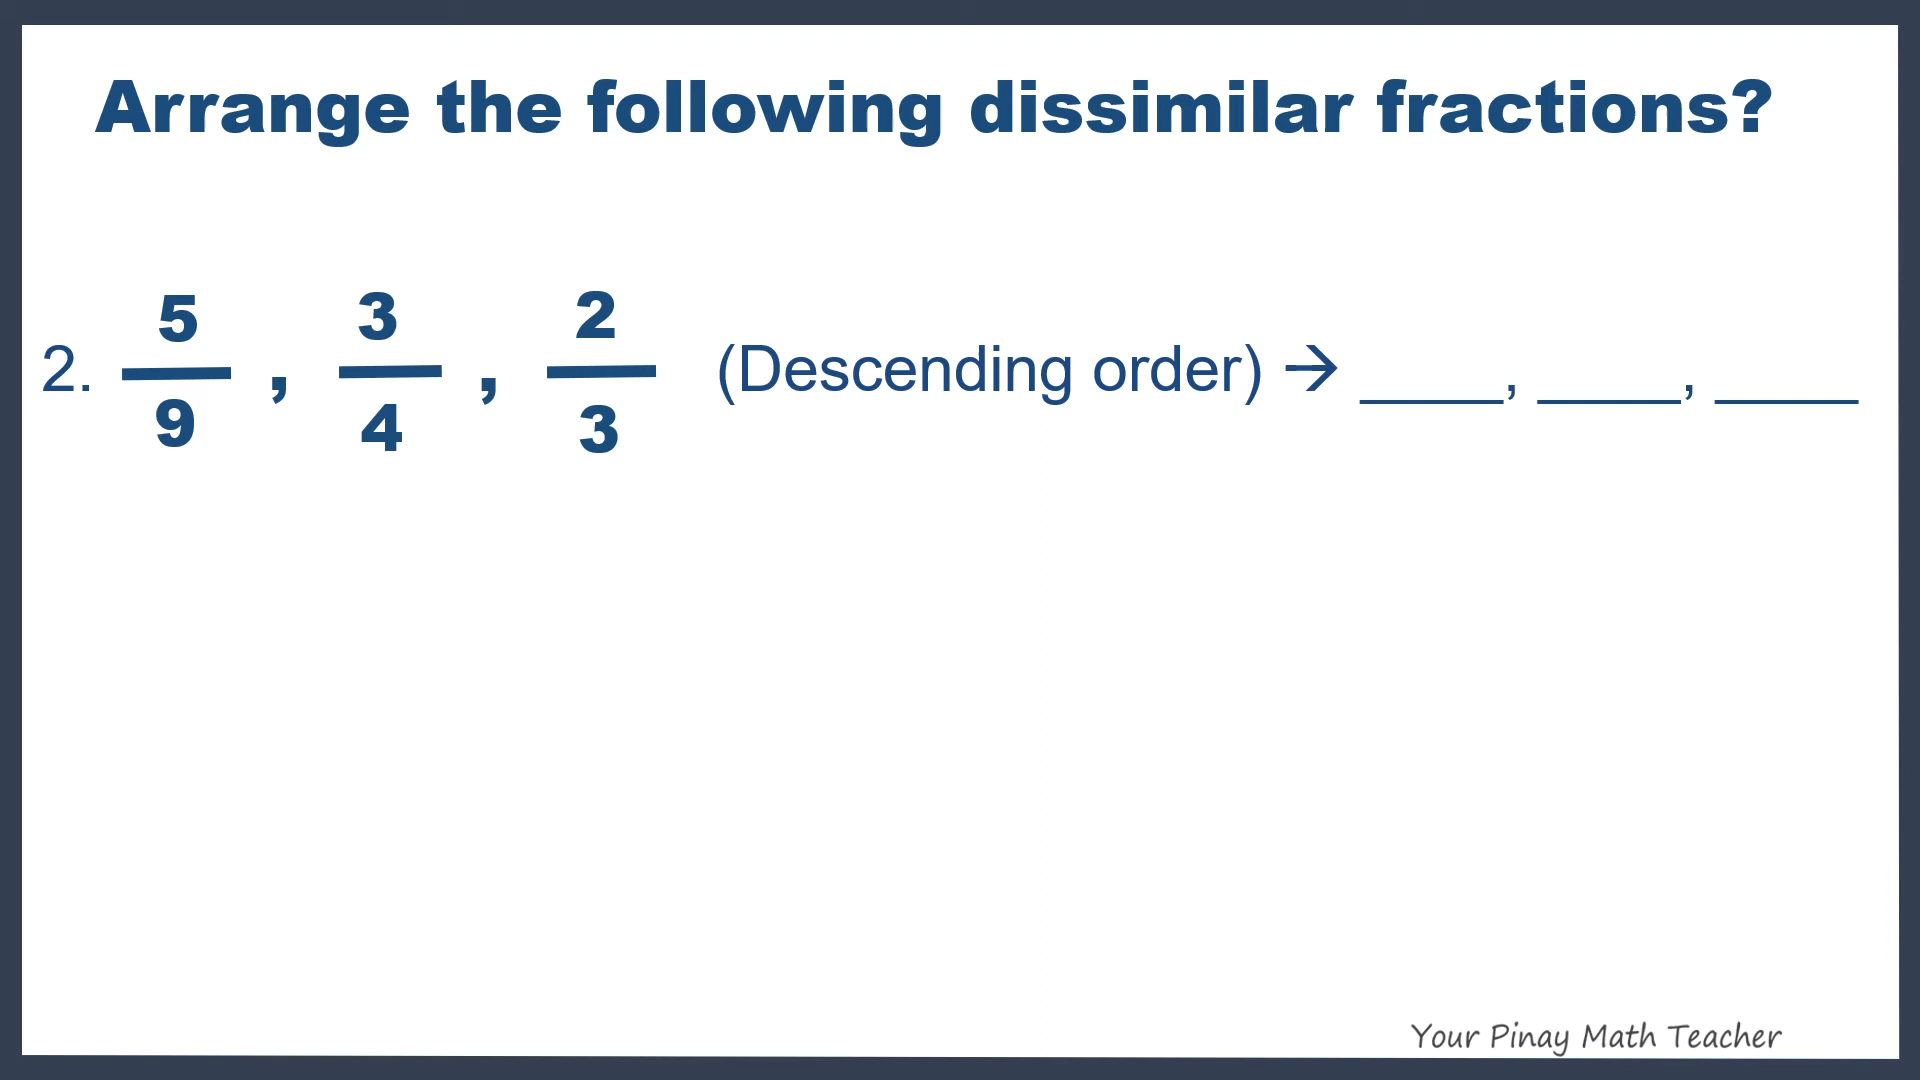 Arrange the following dissimilar fractions?
2. 5/9 , 3/4 , 2/3 (Descending order) → ____, ____, ____
Your Pinay Math Teacher